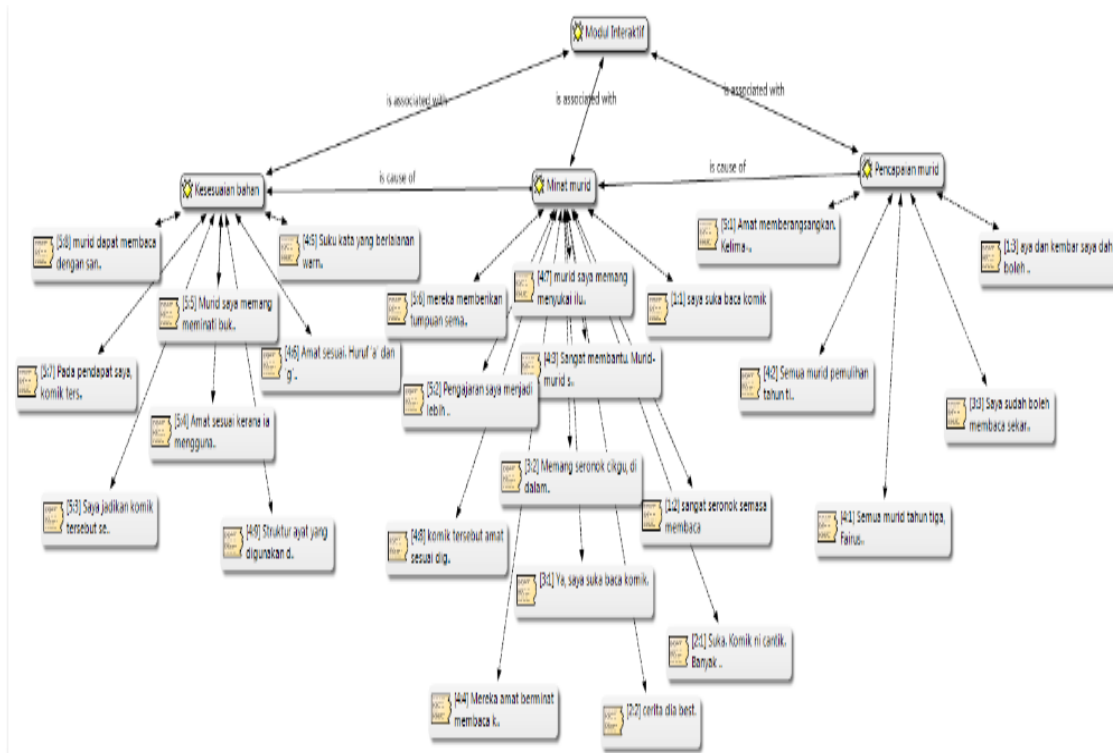 Modul Interaktif
is associated with
is associated with
is associated with
Kesesuaian bahan
is cause of
Minat murid
is cause of
Pencapaian murid
[5:8] murid dapat membaca
dengan san..
[4:5] Suku kata yang berlaianan
warn..
[5:5] Murid saya memang
meminati buk..
[5:7] Pada pendapat saya,
komik ters..
[4:6] Amat sesuai. Huruf 'a' dan
'g'..
[5:4] Amat sesuai kerana ia
mengguna..
[5:3] Saya jadikan komik
tersebut se..
[4:9] Struktur ayat yang
digunakan d..
[5:6] mereka memberikan
tumpuan sema..
[4:7] murid saya memang
menyukai ilu..
[1:1] saya suka baca komik
[5:2] Pengajaran saya menjadi
lebih ..
[4:3] Sangat membantu. Murid-
murid s..
[3:2] Memang seronok cikgu, di
dalam..
[1:2] sangat seronok semasa
membaca
[4:8] komik tersebut amat
sesuai dig..
[3:1] Ya, saya suka baca komik.
[2:1] Suka. Komik ni cantik.
Banyak ..
[4:4] Mereka amat berminat
membaca k..
[2:2] cerita dia best.
[5:1] Amat memberangsangkan.
Kelima-..
[1:3] aya dan kembar saya dah
boleh ..
[4:2] Semua murid pemulihan
tahun ti..
[3:3] Saya sudah boleh
membaca sekar..
[4:1] Semua murid tahun tiga,
Fairus..